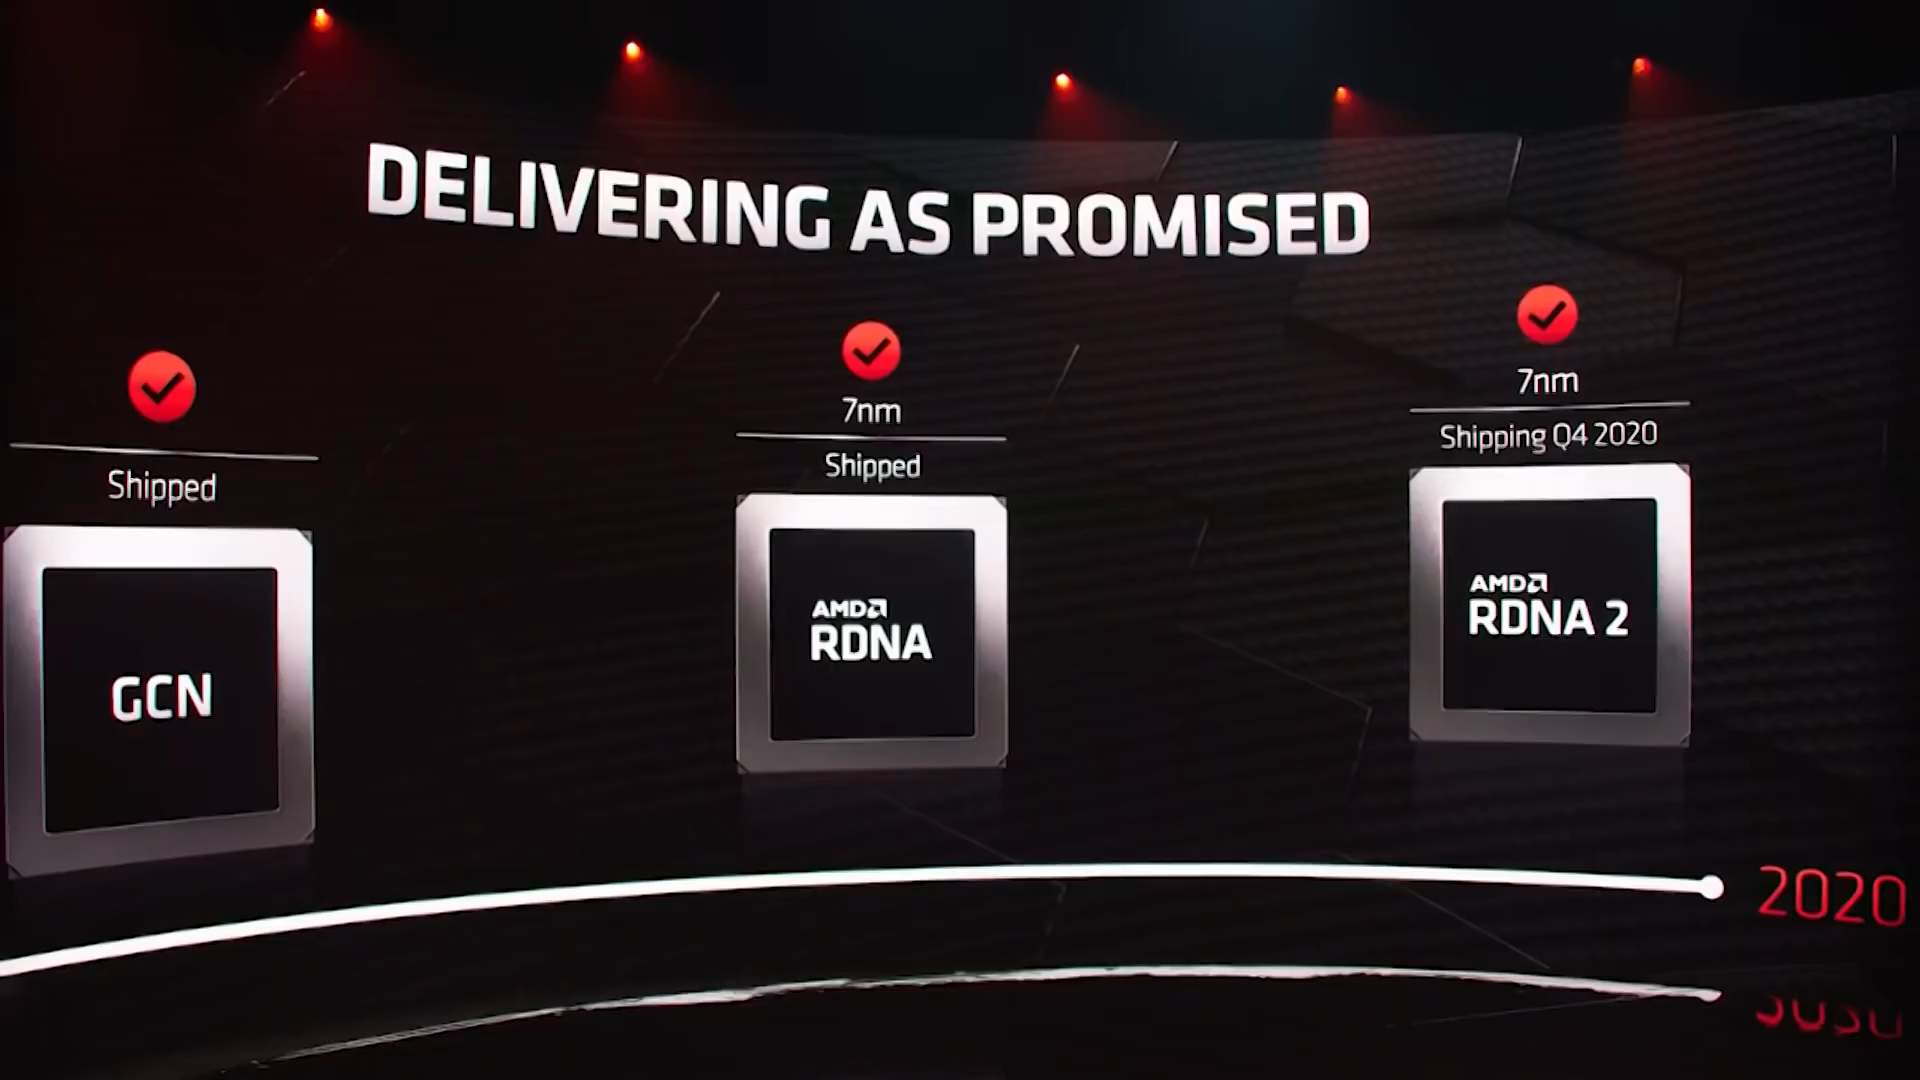 DELIVERING AS PROMISED
Shipped
GCN
7nm
Shipped
AMD
RDNA
7nm
Shipping Q4 2020
AMD
RDNA 2
2020